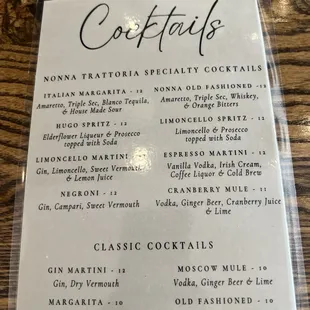 Cocktails
NONNA TRATTORIA SPECIALTY COCKTAILS
ITALIAN MARGARITA - 12
Amaretto, Triple Sec, Blanco Tequila,
& House Made Sour
HUGO SPRITZ - 12
Elderflower Liqueur & Prosecco
topped with Soda
LIMONCELLO MARTINI - 12
Gin, Limoncello, Sweet Vermouth
& Lemon Juice
NEGRONI - 12
Gin, Campari, Sweet Vermouth
NONNA OLD FASHIONED - 12
Amaretto, Triple Sec, Whiskey,
& Orange Bitters
LIMONCELLO SPRITZ - 12
Limoncello & Prosecco
topped with Soda
ESPRESSO MARTINI - 12
Vanilla Vodka, Irish Cream,
Coffee Liquor & Cold Brew
CRANBERRY MULE - 11
Vodka, Ginger Beer, Cranberry Juice
& Lime
CLASSIC COCKTAILS
GIN MARTINI - 12
Gin, Dry Vermouth
MARGARITA - 10
MOSCOW MULE - 10
Vodka, Ginger Beer & Lime
OLD FASHIONED - 10